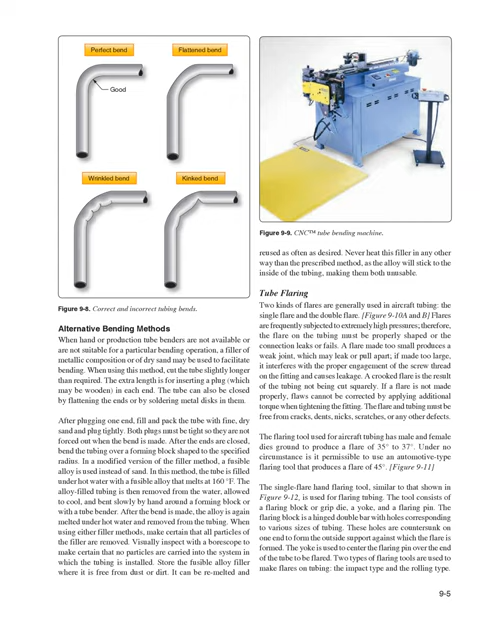 Perfect bend
Flattened bend
Good
Wrinkled bend
Kinked bend
Figure 9-8. Correct and incorrect tubing bends.
Alternative Bending Methods
When hand or production tube benders are not available or
are not suitable for a particular bending operation, a filler of
metallic composition or of dry sand may be used to facilitate
bending. When using this method, cut the tube slightly longer
than required. The extra length is for inserting a plug (which
may be wooden) in each end. The tube can also be closed
by flattening the ends or by soldering metal disks in them.
After plugging one end, fill and pack the tube with fine, dry
sand and plug tightly. Both plugs must be tight so they are not
forced out when the bend is made. After the ends are closed,
bend the tubing over a forming block shaped to the specified
radius. In a modified version of the filler method, a fusible
alloy is used instead of sand. In this method, the tube is filled
under hot water with a fusible alloy that melts at 160 °F. The
alloy-filled tubing is then removed from the water, allowed
to cool, and bent slowly by hand around a forming block or
with a tube bender. After the bend is made, the alloy is again
melted under hot water and removed from the tubing. When
using either filler methods, make certain that all particles of
the filler are removed. Visually inspect with a borescope to
make certain that no particles are carried into the system in
which the tubing is installed. Store the fusible alloy filler
where it is free from dust or dirt. It can be re-melted and
Figure 9-9. CNC™ tube bending machine.
reused as often as desired. Never heat this filler in any other
way than the prescribed method, as the alloy will stick to the
inside of the tubing, making them both unusable.
Tube Flaring
Two kinds of flares are generally used in aircraft tubing: the
single flare and the double flare. [Figure 9-10A and B] Flares
are frequently subjected to extremely high pressures; therefore,
the flare on the tubing must be properly shaped or the
connection leaks or fails. A flare made too small produces a
weak joint, which may leak or pull apart; if made too large,
it interferes with the proper engagement of the screw thread
on the fitting and causes leakage. A crooked flare is the result
of the tubing not being cut squarely. If a flare is not made
properly, flaws cannot be corrected by applying additional
torque when tightening the fitting. The flare and tubing must be
free from cracks, dents, nicks, scratches, or any other defects.
The flaring tool used for aircraft tubing has male and female
dies ground to produce a flare of 35° to 37°. Under no
circumstance is it permissible to use an automotive-type
flaring tool that produces a flare of 45°. [Figure 9-11]
The single-flare hand flaring tool, similar to that shown in
Figure 9-12, is used for flaring tubing. The tool consists of
a flaring block or grip die, a yoke, and a flaring pin. The
flaring block is a hinged double bar with holes corresponding
to various sizes of tubing. These holes are countersunk on
one end to form the outside support against which the flare is
formed. The yoke is used to center the flaring pin over the end
of the tube to be flared. Two types of flaring tools are used to
make flares on tubing: the impact type and the rolling type.
9-5